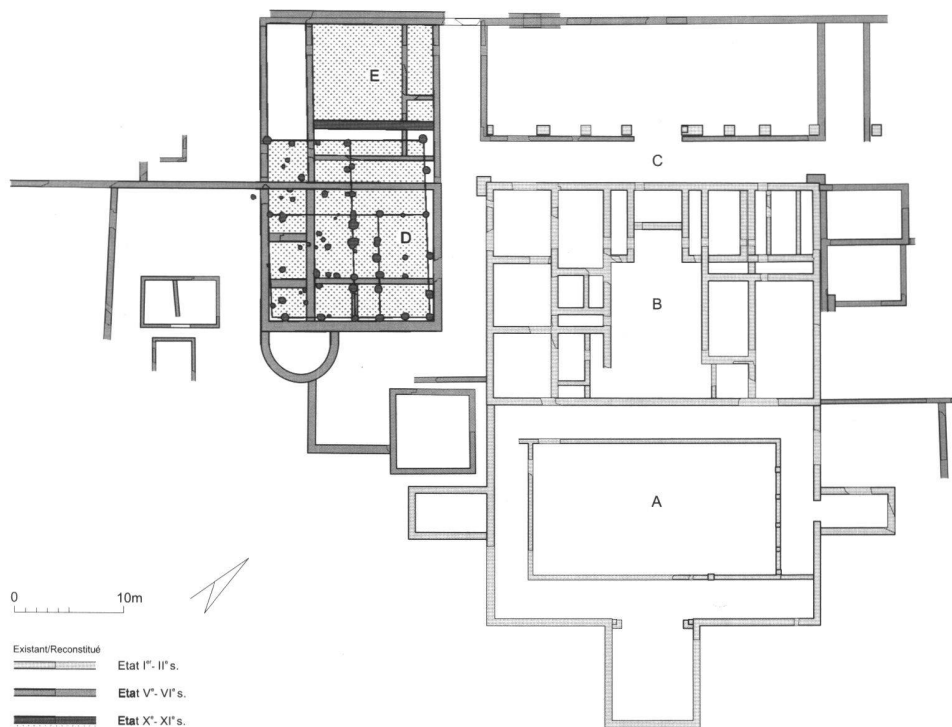 E
C
D
B
A
0 10m
Existant/Reconstitué
Etat Iᵉʳ- IIᵉ s.
Etat Vᵉ- VIᵉ s.
Etat Xᵉ- XIᵉ s.